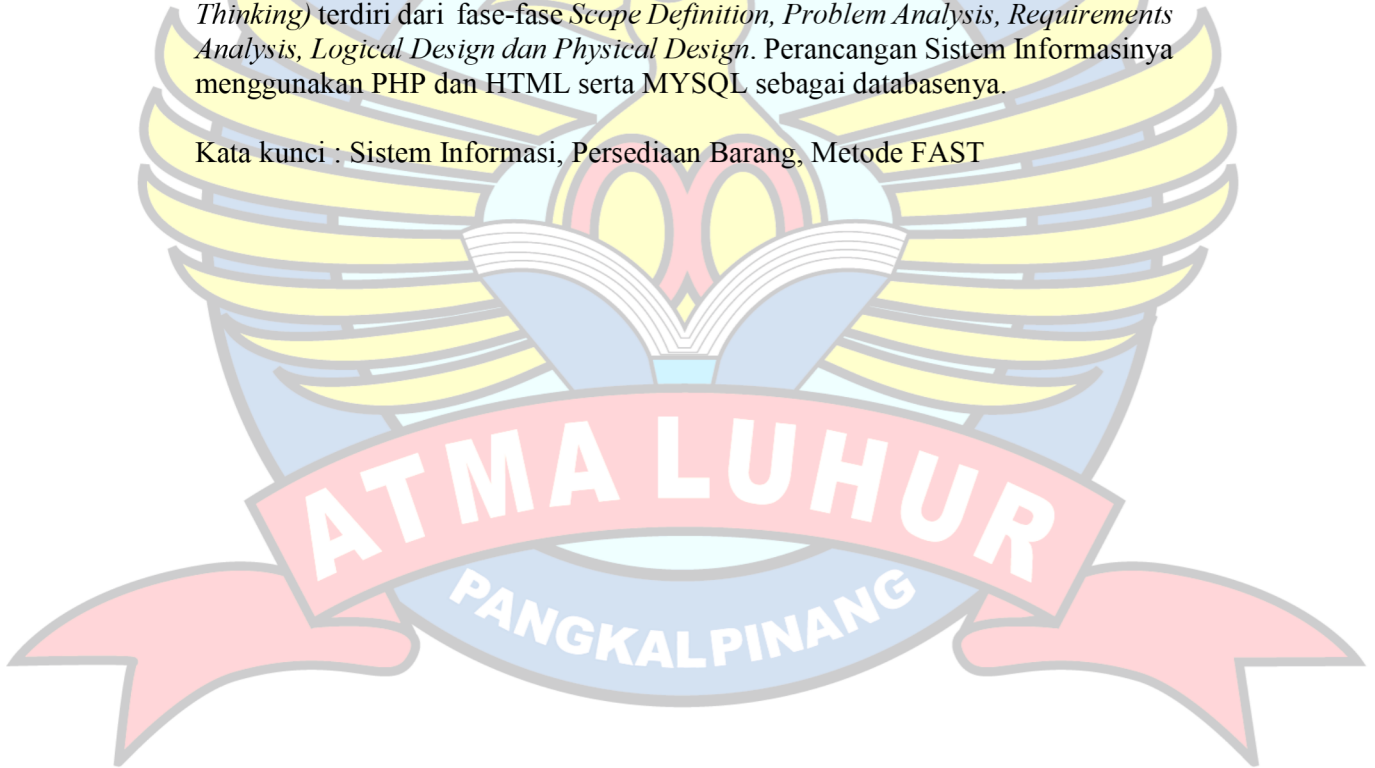 Thinking) terdiri dari fase-fase Scope Definition, Problem Analysis, Requirements
Analysis, Logical Design dan Physical Design. Perancangan Sistem Informasinya
menggunakan PHP dan HTML serta MYSQL sebagai databasenya.
Kata kunci : Sistem Informasi, Persediaan Barang, Metode FAST
ATMA LUHUR
PANGKALPINANG